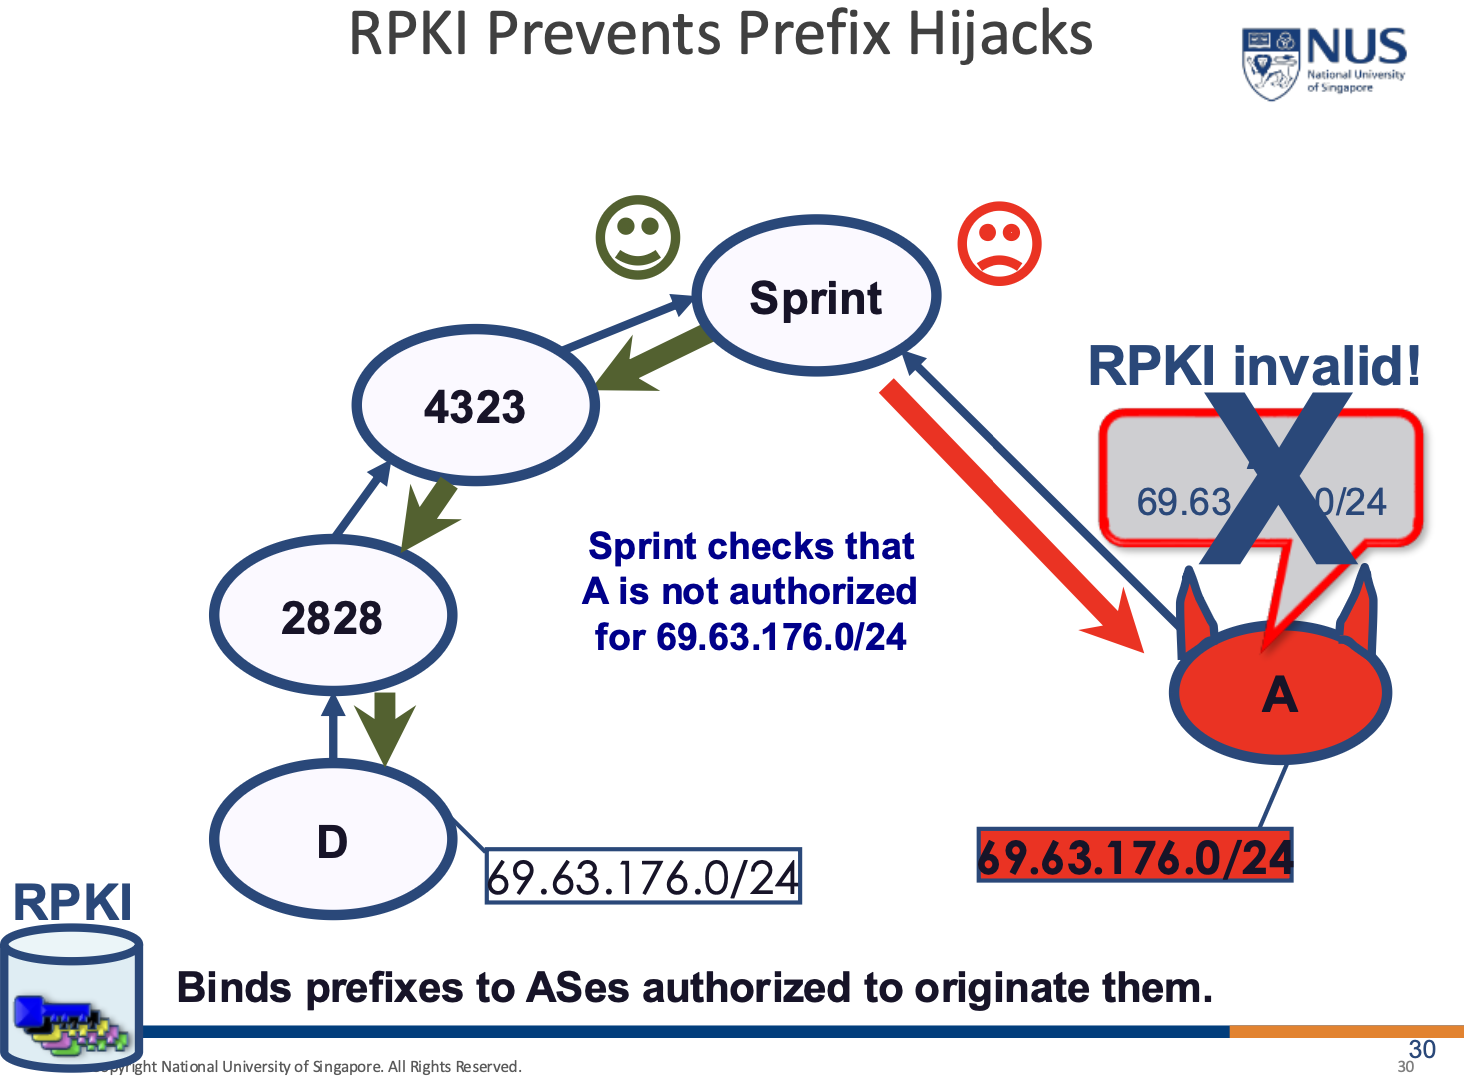 RPKI Prevents Prefix Hijacks
NUS
National University
of Singapore
Sprint
RPKI invalid!
4323
69.63 0/24
Sprint checks that
A is not authorized
for 69.63.176.0/24
2828
A
D
69.63.176.0/24
69.63.176.0/24
RPKI
Binds prefixes to ASes authorized to originate them.
opyright National University of Singapore. All Rights Reserved.
30
30